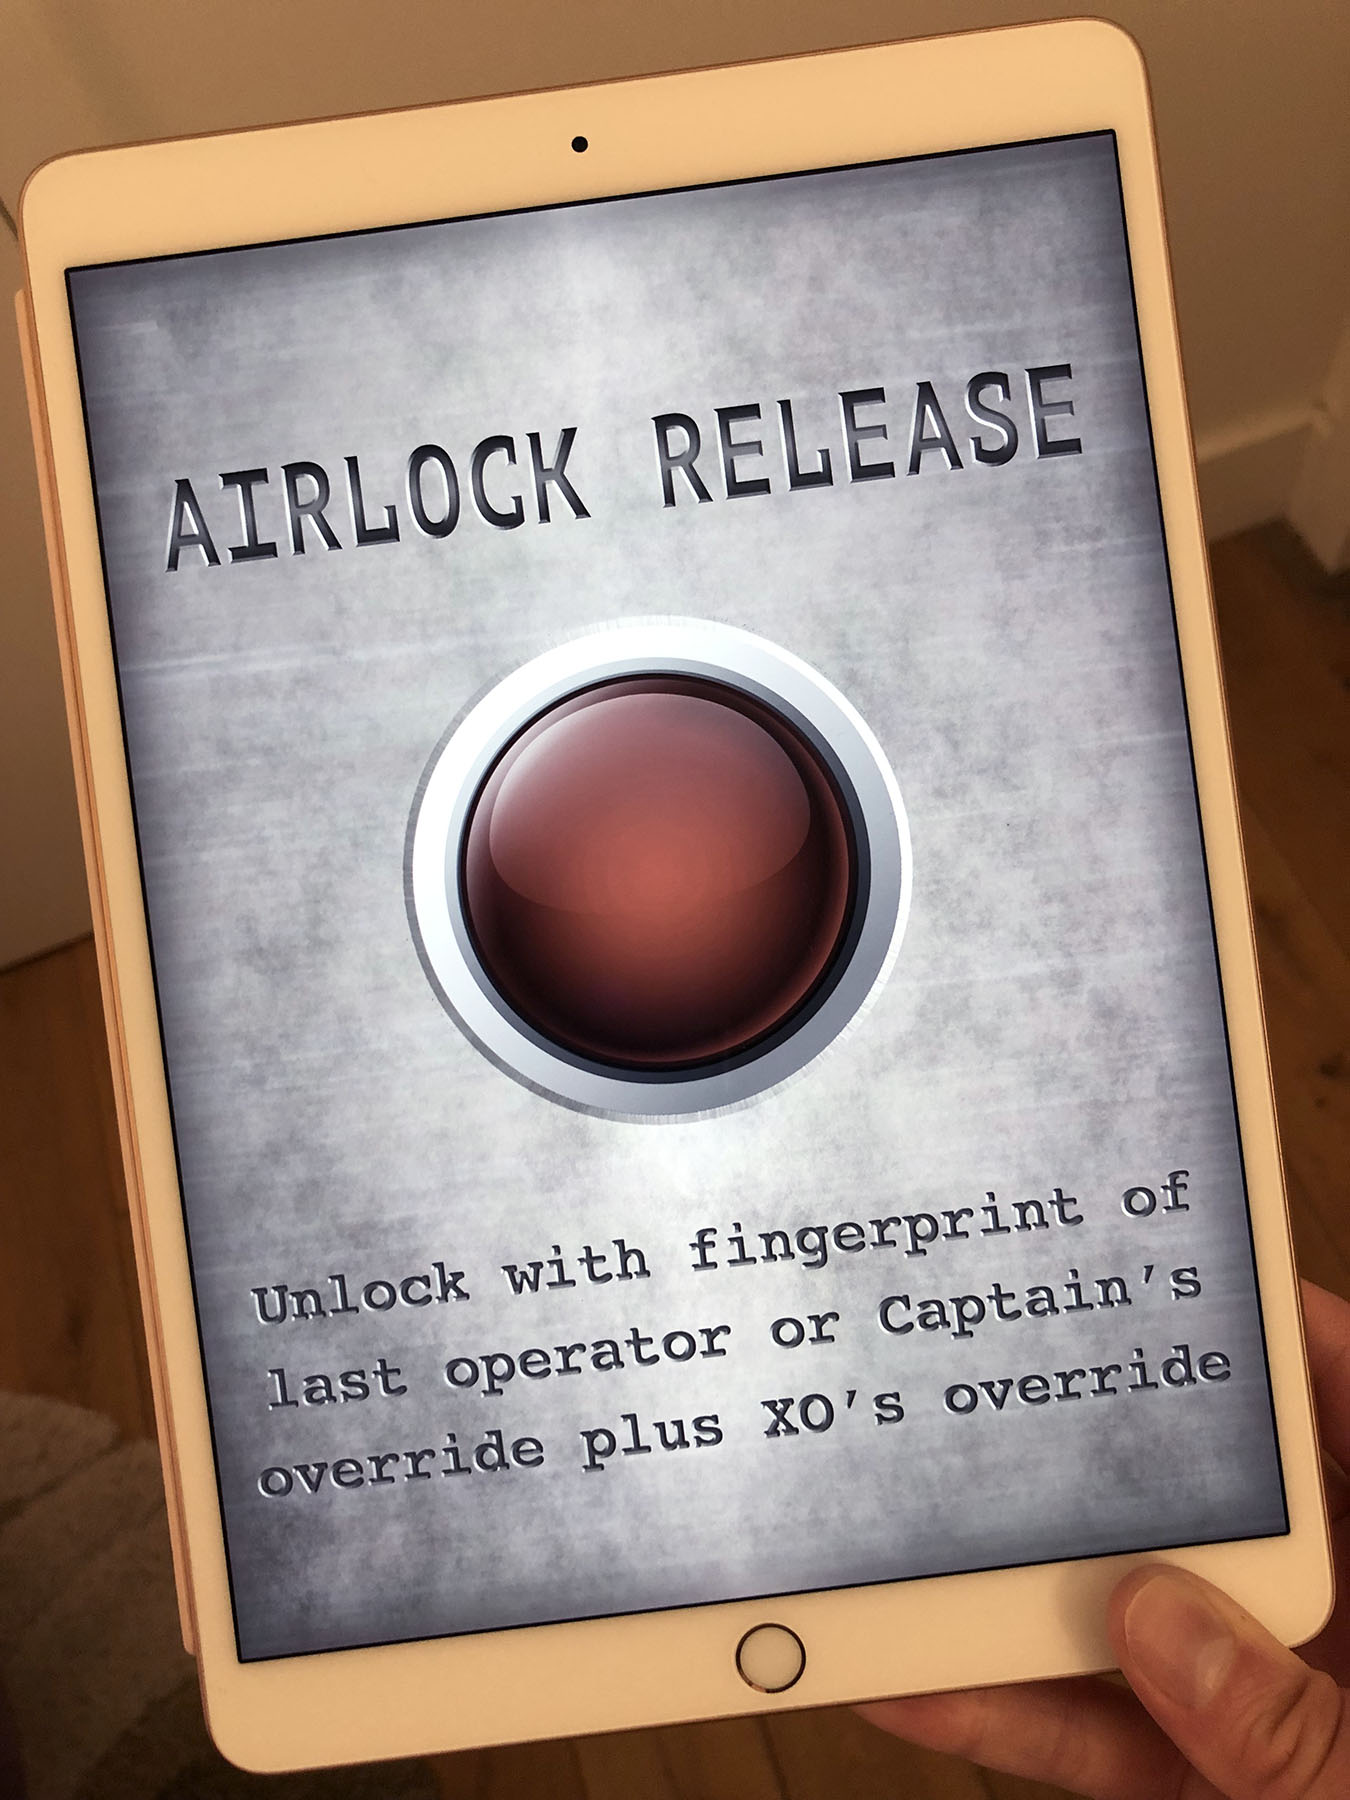 AIRLOCK RELEASE
Unlock with fingerprint of
last operator or Captain's
override plus XO's override